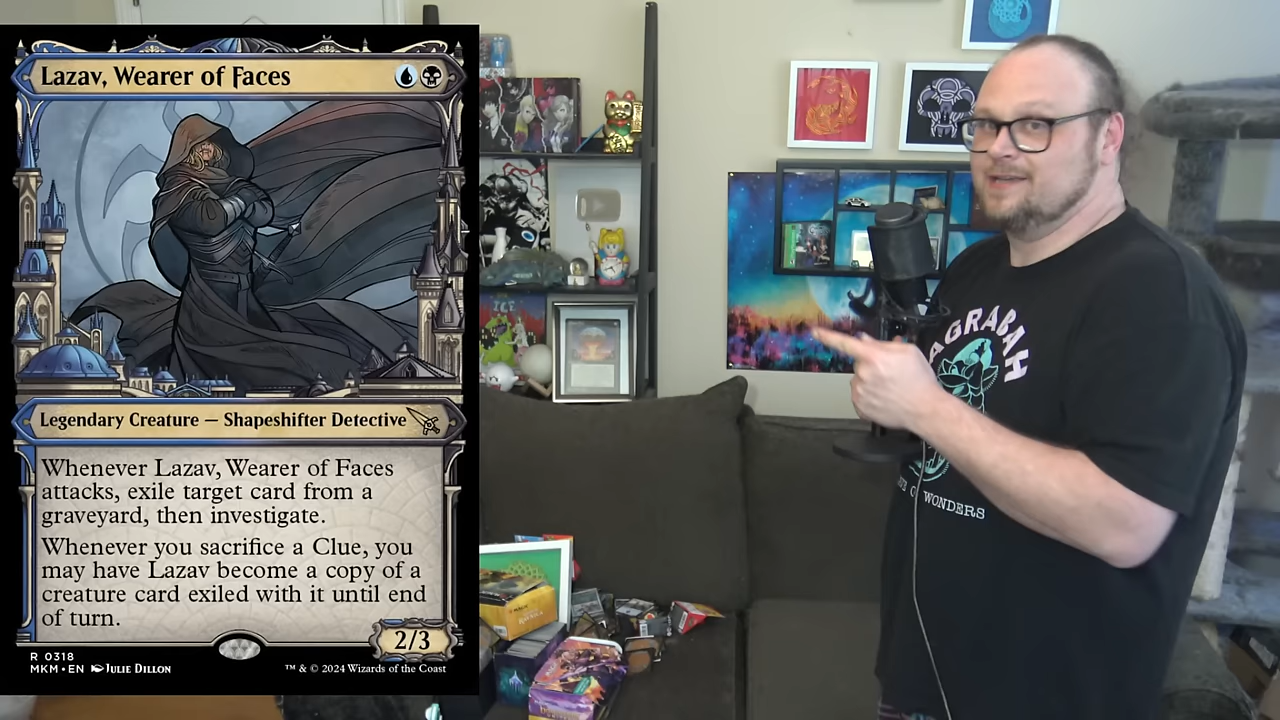 Lazav, Wearer of Faces
Legendary Creature — Shapeshifter Detective
Whenever Lazav, Wearer of Faces
attacks, exile target card from a
graveyard, then investigate.
Whenever you sacrifice a Clue, you
may have Lazav become a copy of a
creature card exiled with it until end
of turn.
2/3
R 0318
MKM • EN JULIE DILLON
™ & © 2024 Wizards of the Coast
ICE
AGRABAH
WONDERS